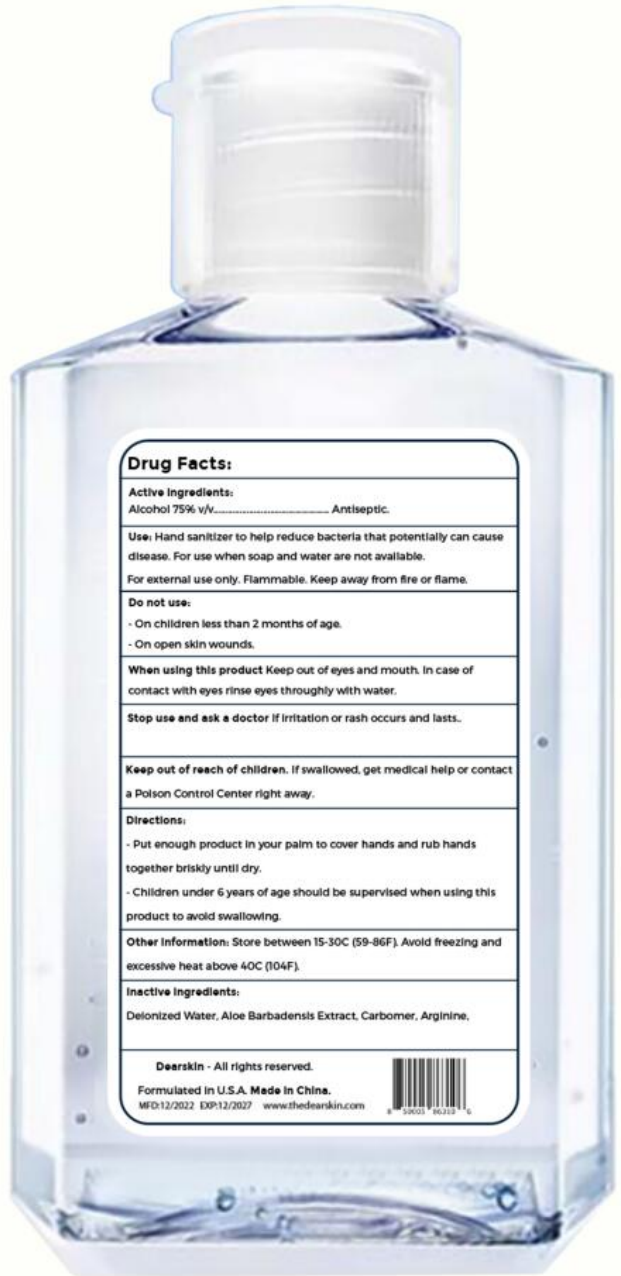 Drug Facts:
Active Ingredients:
Alcohol 75% v/v........................................ Antiseptic.
Use: Hand sanitizer to help reduce bacteria that potentially can cause
disease. For use when soap and water are not available.
For external use only. Flammable. Keep away from fire or flame.
Do not use:
- On children less than 2 months of age.
- On open skin wounds.
When using this product Keep out of eyes and mouth. In case of
contact with eyes rinse eyes throughly with water.
Stop use and ask a doctor if irritation or rash occurs and lasts..
Keep out of reach of children. If swallowed, get medical help or contact
a Poison Control Center right away.
Directions:
- Put enough product in your palm to cover hands and rub hands
together briskly until dry.
- Children under 6 years of age should be supervised when using this
product to avoid swallowing.
Other Information: Store between 15-30C (59-86F). Avoid freezing and
excessive heat above 40C (104F).
Inactive Ingredients:
Deionized Water, Aloe Barbadensis Extract, Carbomer, Arginine,
Dearskin - All rights reserved.
Formulated in U.S.A. Made in China.
MFD:12/2022 EXP:12/2027 www.thedearskin.com